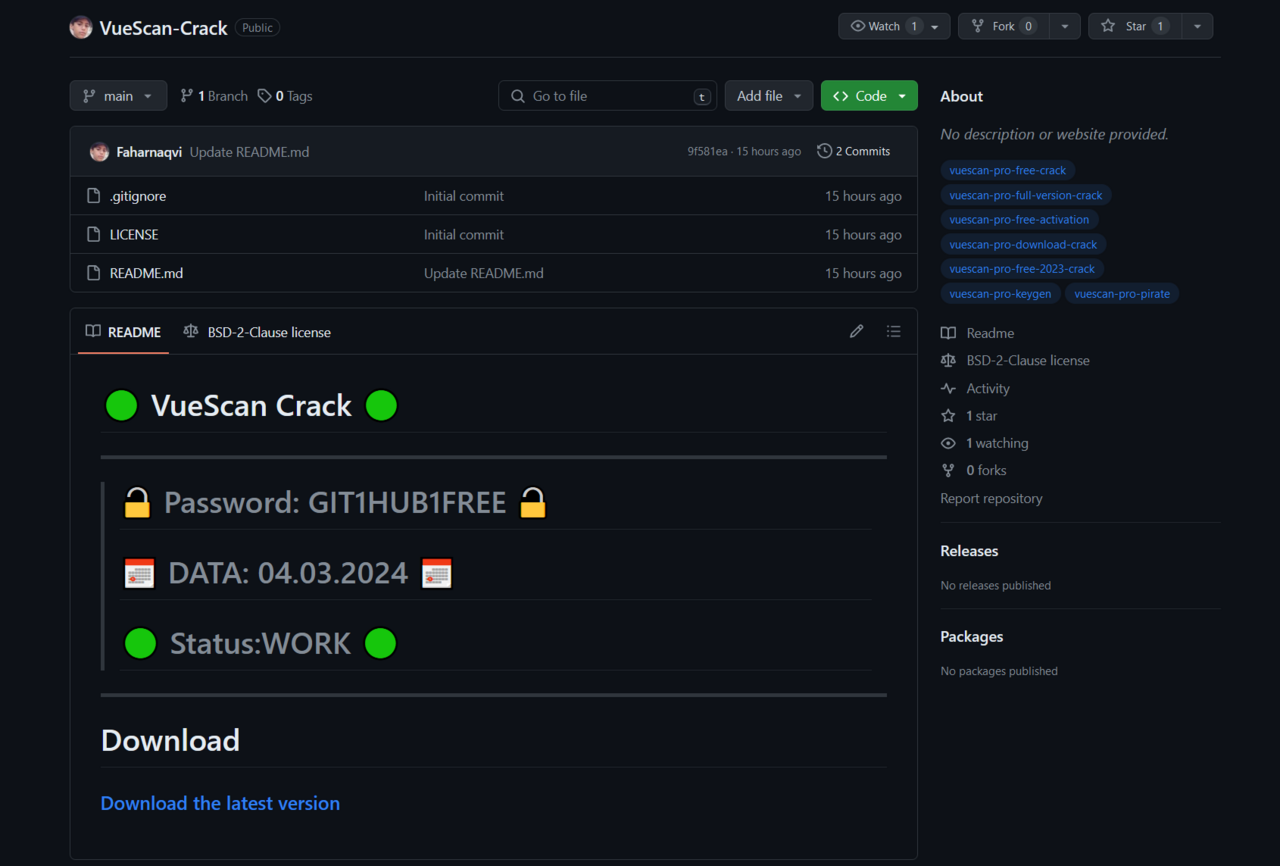 VueScan-Crack Public Watch 1 Fork 0 Star 1
main 1 Branch 0 Tags Go to file t Add file Code
Faharnaqvi Update README.md 9f581ea · 15 hours ago 2 Commits
.gitignore Initial commit 15 hours ago
LICENSE Initial commit 15 hours ago
README.md Update README.md 15 hours ago
README BSD-2-Clause license
VueScan Crack
Password: GIT1HUB1FREE
DATA: 04.03.2024
Status:WORK
Download
Download the latest version
About
No description or website provided.
vuescan-pro-free-crack
vuescan-pro-full-version-crack
vuescan-pro-free-activation
vuescan-pro-download-crack
vuescan-pro-free-2023-crack
vuescan-pro-keygen vuescan-pro-pirate
Readme
BSD-2-Clause license
Activity
1 star
1 watching
0 forks
Report repository
Releases
No releases published
Packages
No packages published